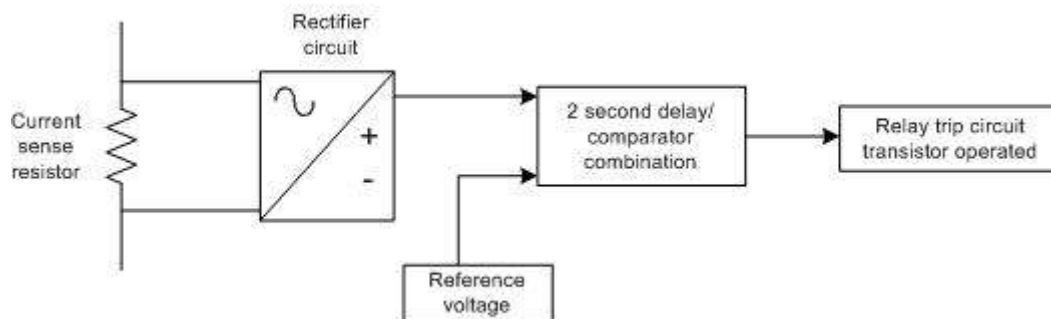 Rectifier
circuit
Current
sense
resistor
+
-
2 second delay/
comparator
combination
Relay trip circuit
transistor operated
Reference
voltage